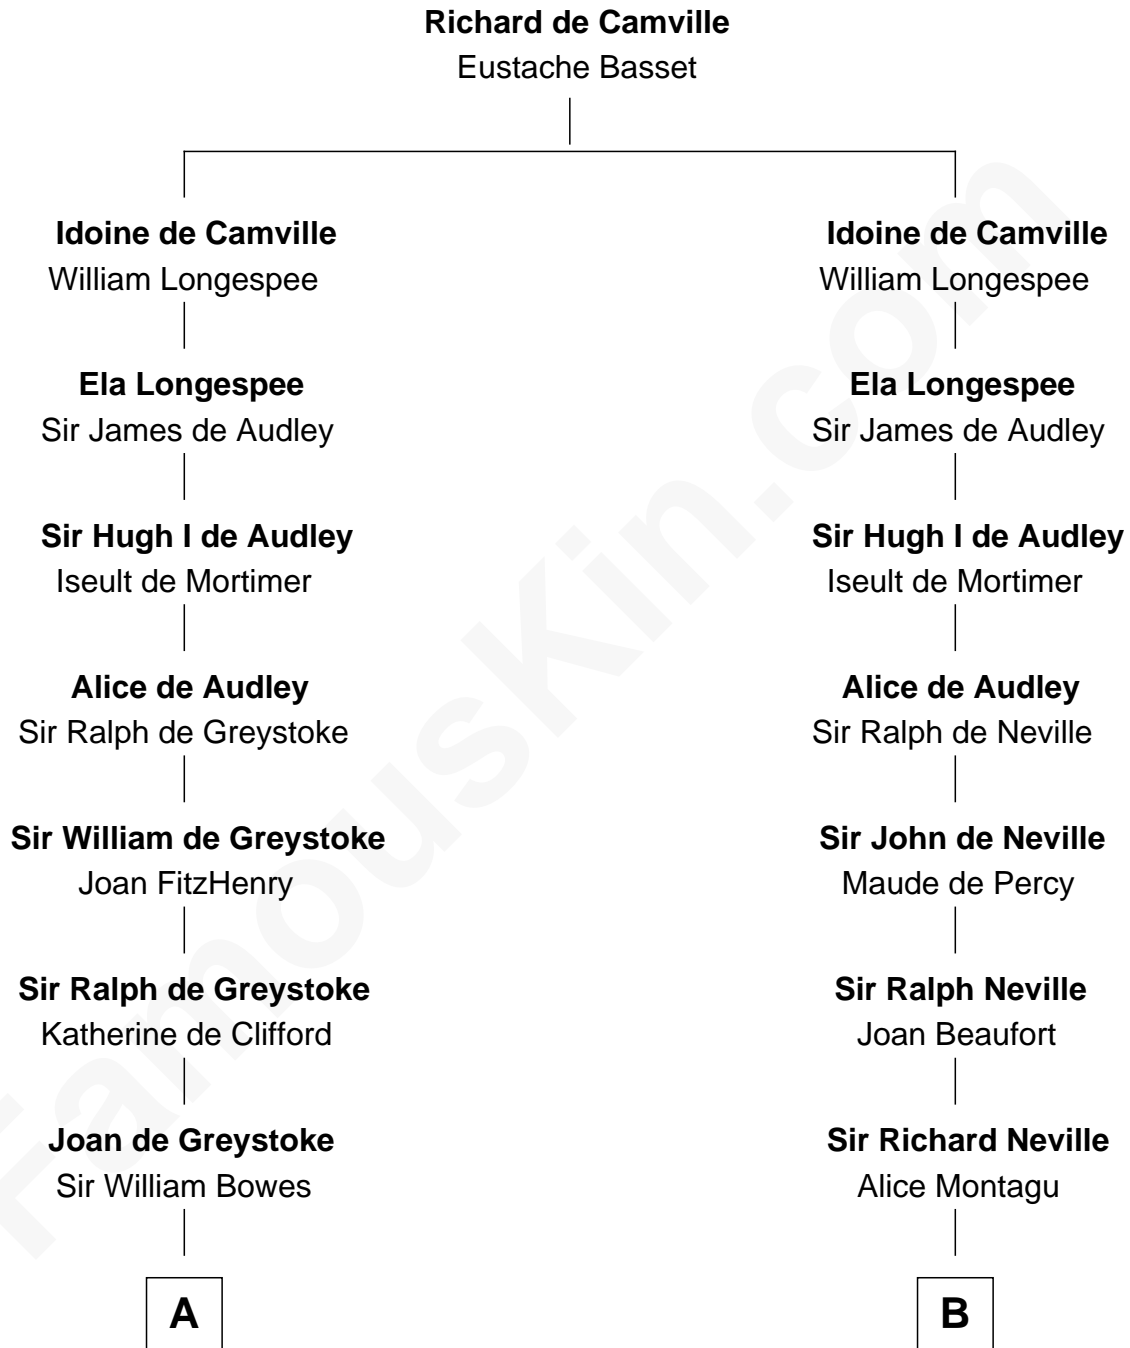 Richard de Camville
Eustache Basset
Idoine de Camville
William Longespee
Ela Longespee
Sir James de Audley
Sir Hugh I de Audley
Iseult de Mortimer
Alice de Audley
Sir Ralph de Greystoke
Sir William de Greystoke
Joan FitzHenry
Sir Ralph de Greystoke
Katherine de Clifford
Joan de Greystoke
Sir William Bowes
A
Idoine de Camville
William Longespee
Ela Longespee
Sir James de Audley
Sir Hugh I de Audley
Iseult de Mortimer
Alice de Audley
Sir Ralph de Neville
Sir John de Neville
Maude de Percy
Sir Ralph Neville
Joan Beaufort
Sir Richard Neville
Alice Montagu
B
FamousKin.com